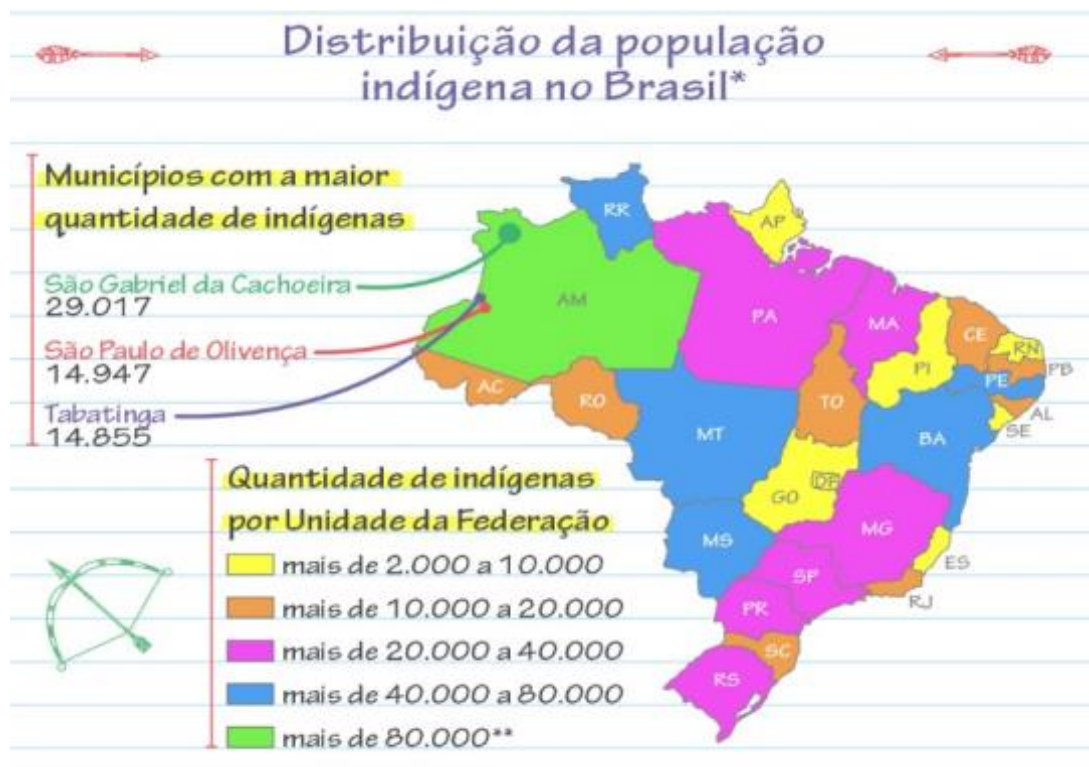 Distribuição da população
indígena no Brasil*
Municípios com a maior
quantidade de indígenas
São Gabriel da Cachoeira
29.017
São Paulo de Olivença
14.947
Tabatinga
14.855
RR
AP
AM
PA
MA
CE
RN
PI
PB
PE
AC
RO
TO
AL
SE
MT
BA
GO
DF
MG
MS
ES
SP
RJ
PR
SC
RS
Quantidade de indígenas
por Unidade da Federação
mais de 2.000 a 10.000
mais de 10.000 a 20.000
mais de 20.000 a 40.000
mais de 40.000 a 80.000
mais de 80.000**